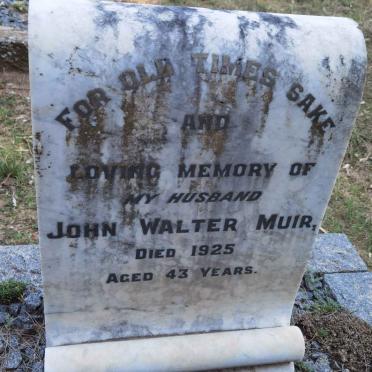 FOR OLD TIMES SAKE
AND
LOVING MEMORY OF
MY HUSBAND
JOHN WALTER MUIR,
DIED 1925
AGED 43 YEARS.